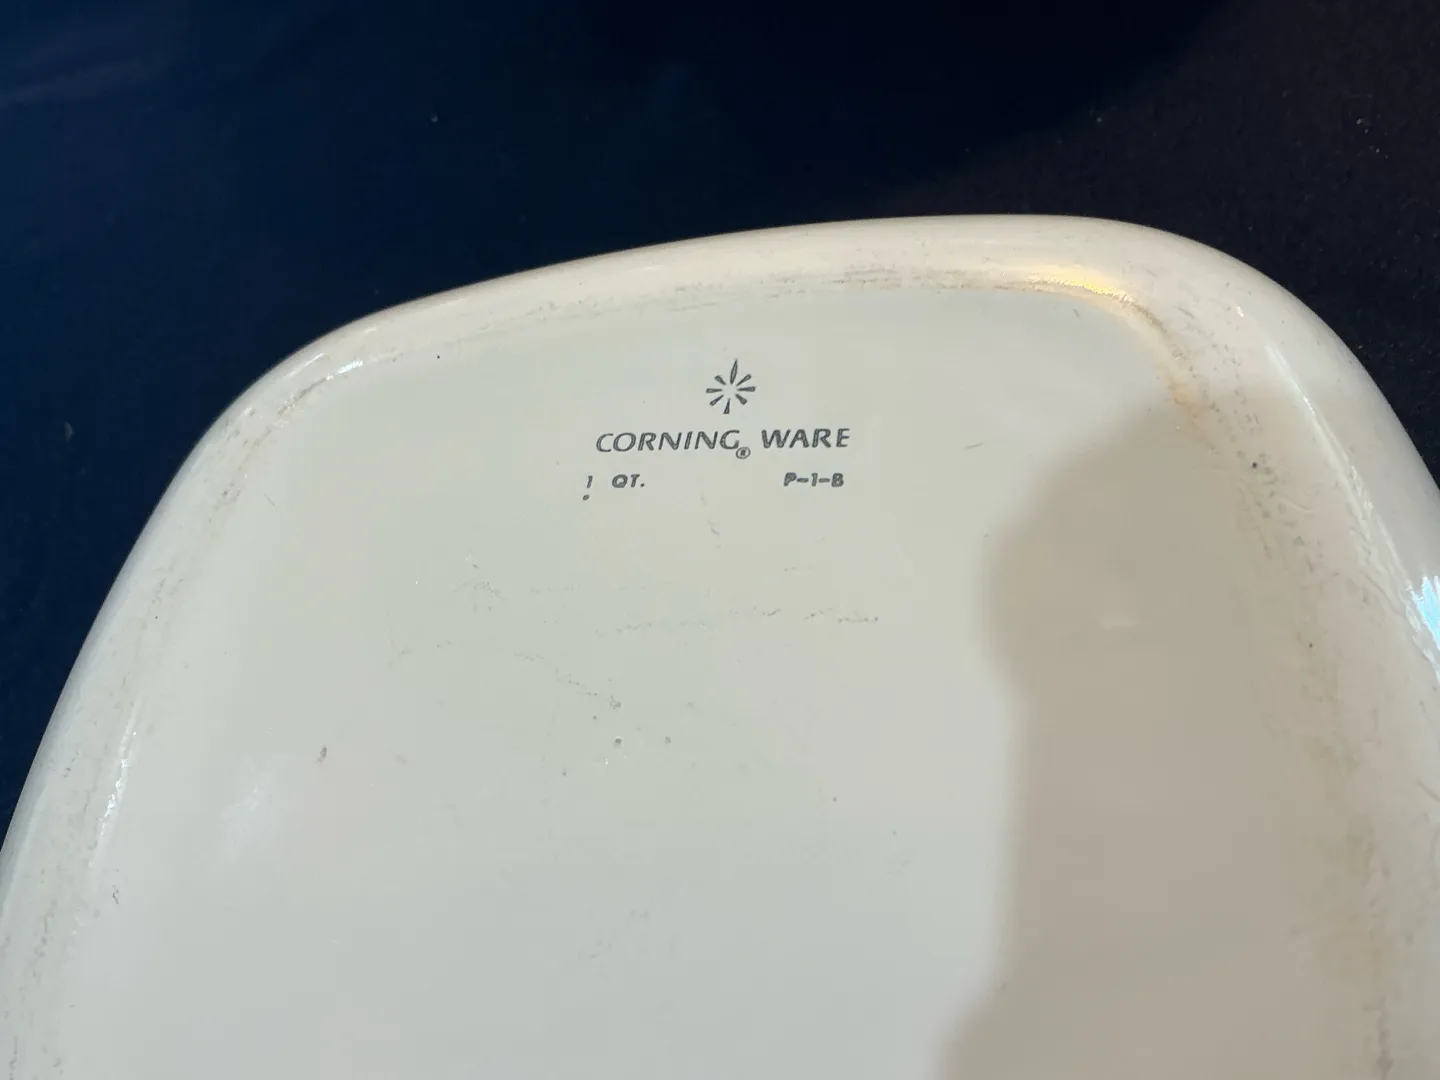 CORNING® WARE
1 QT. P-1-B